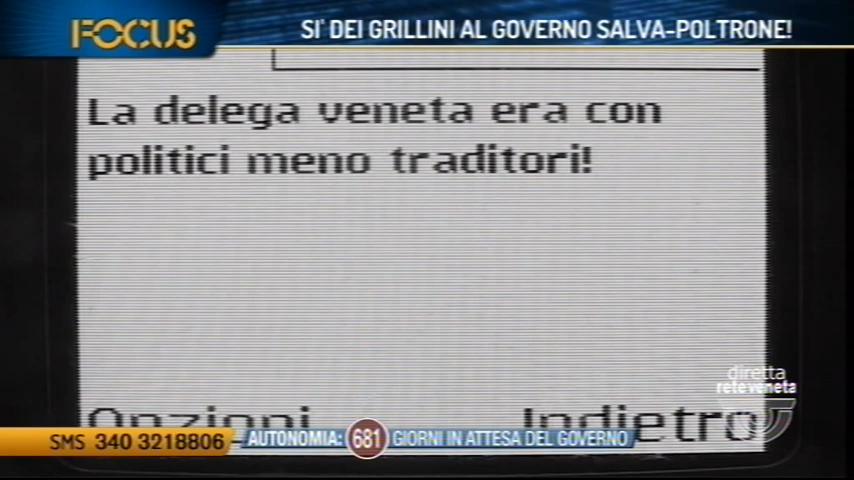 FOCUS
SI' DEI GRILLINI AL GOVERNO SALVA-POLTRONE!
La delega veneta era con
politici meno traditori!
diretta
reteveneta
Opzioni Indietro
SMS 340 3218806 AUTONOMIA: 681 GIORNI IN ATTESA DEL GOVERNO